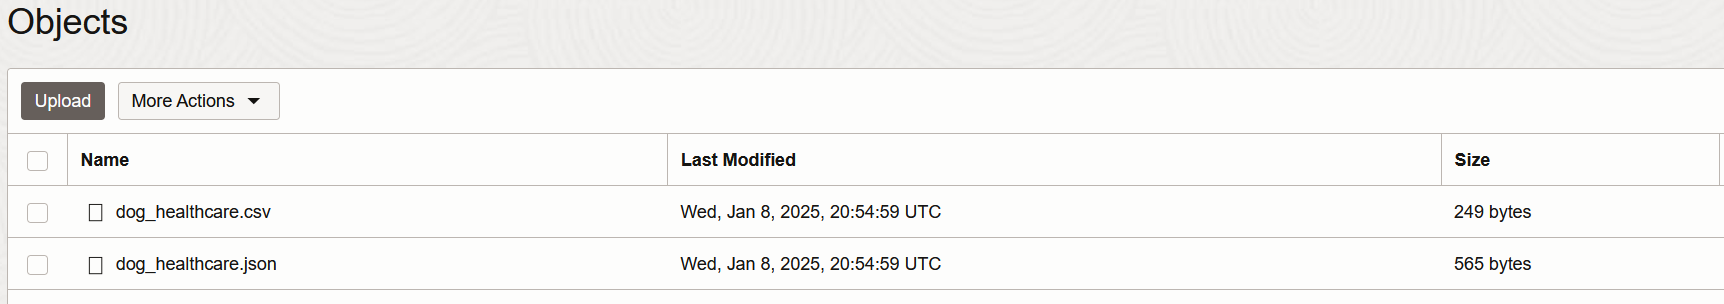 Objects
Upload More Actions
Name Last Modified Size
dog_healthcare.csv Wed, Jan 8, 2025, 20:54:59 UTC 249 bytes
dog_healthcare.json Wed, Jan 8, 2025, 20:54:59 UTC 565 bytes